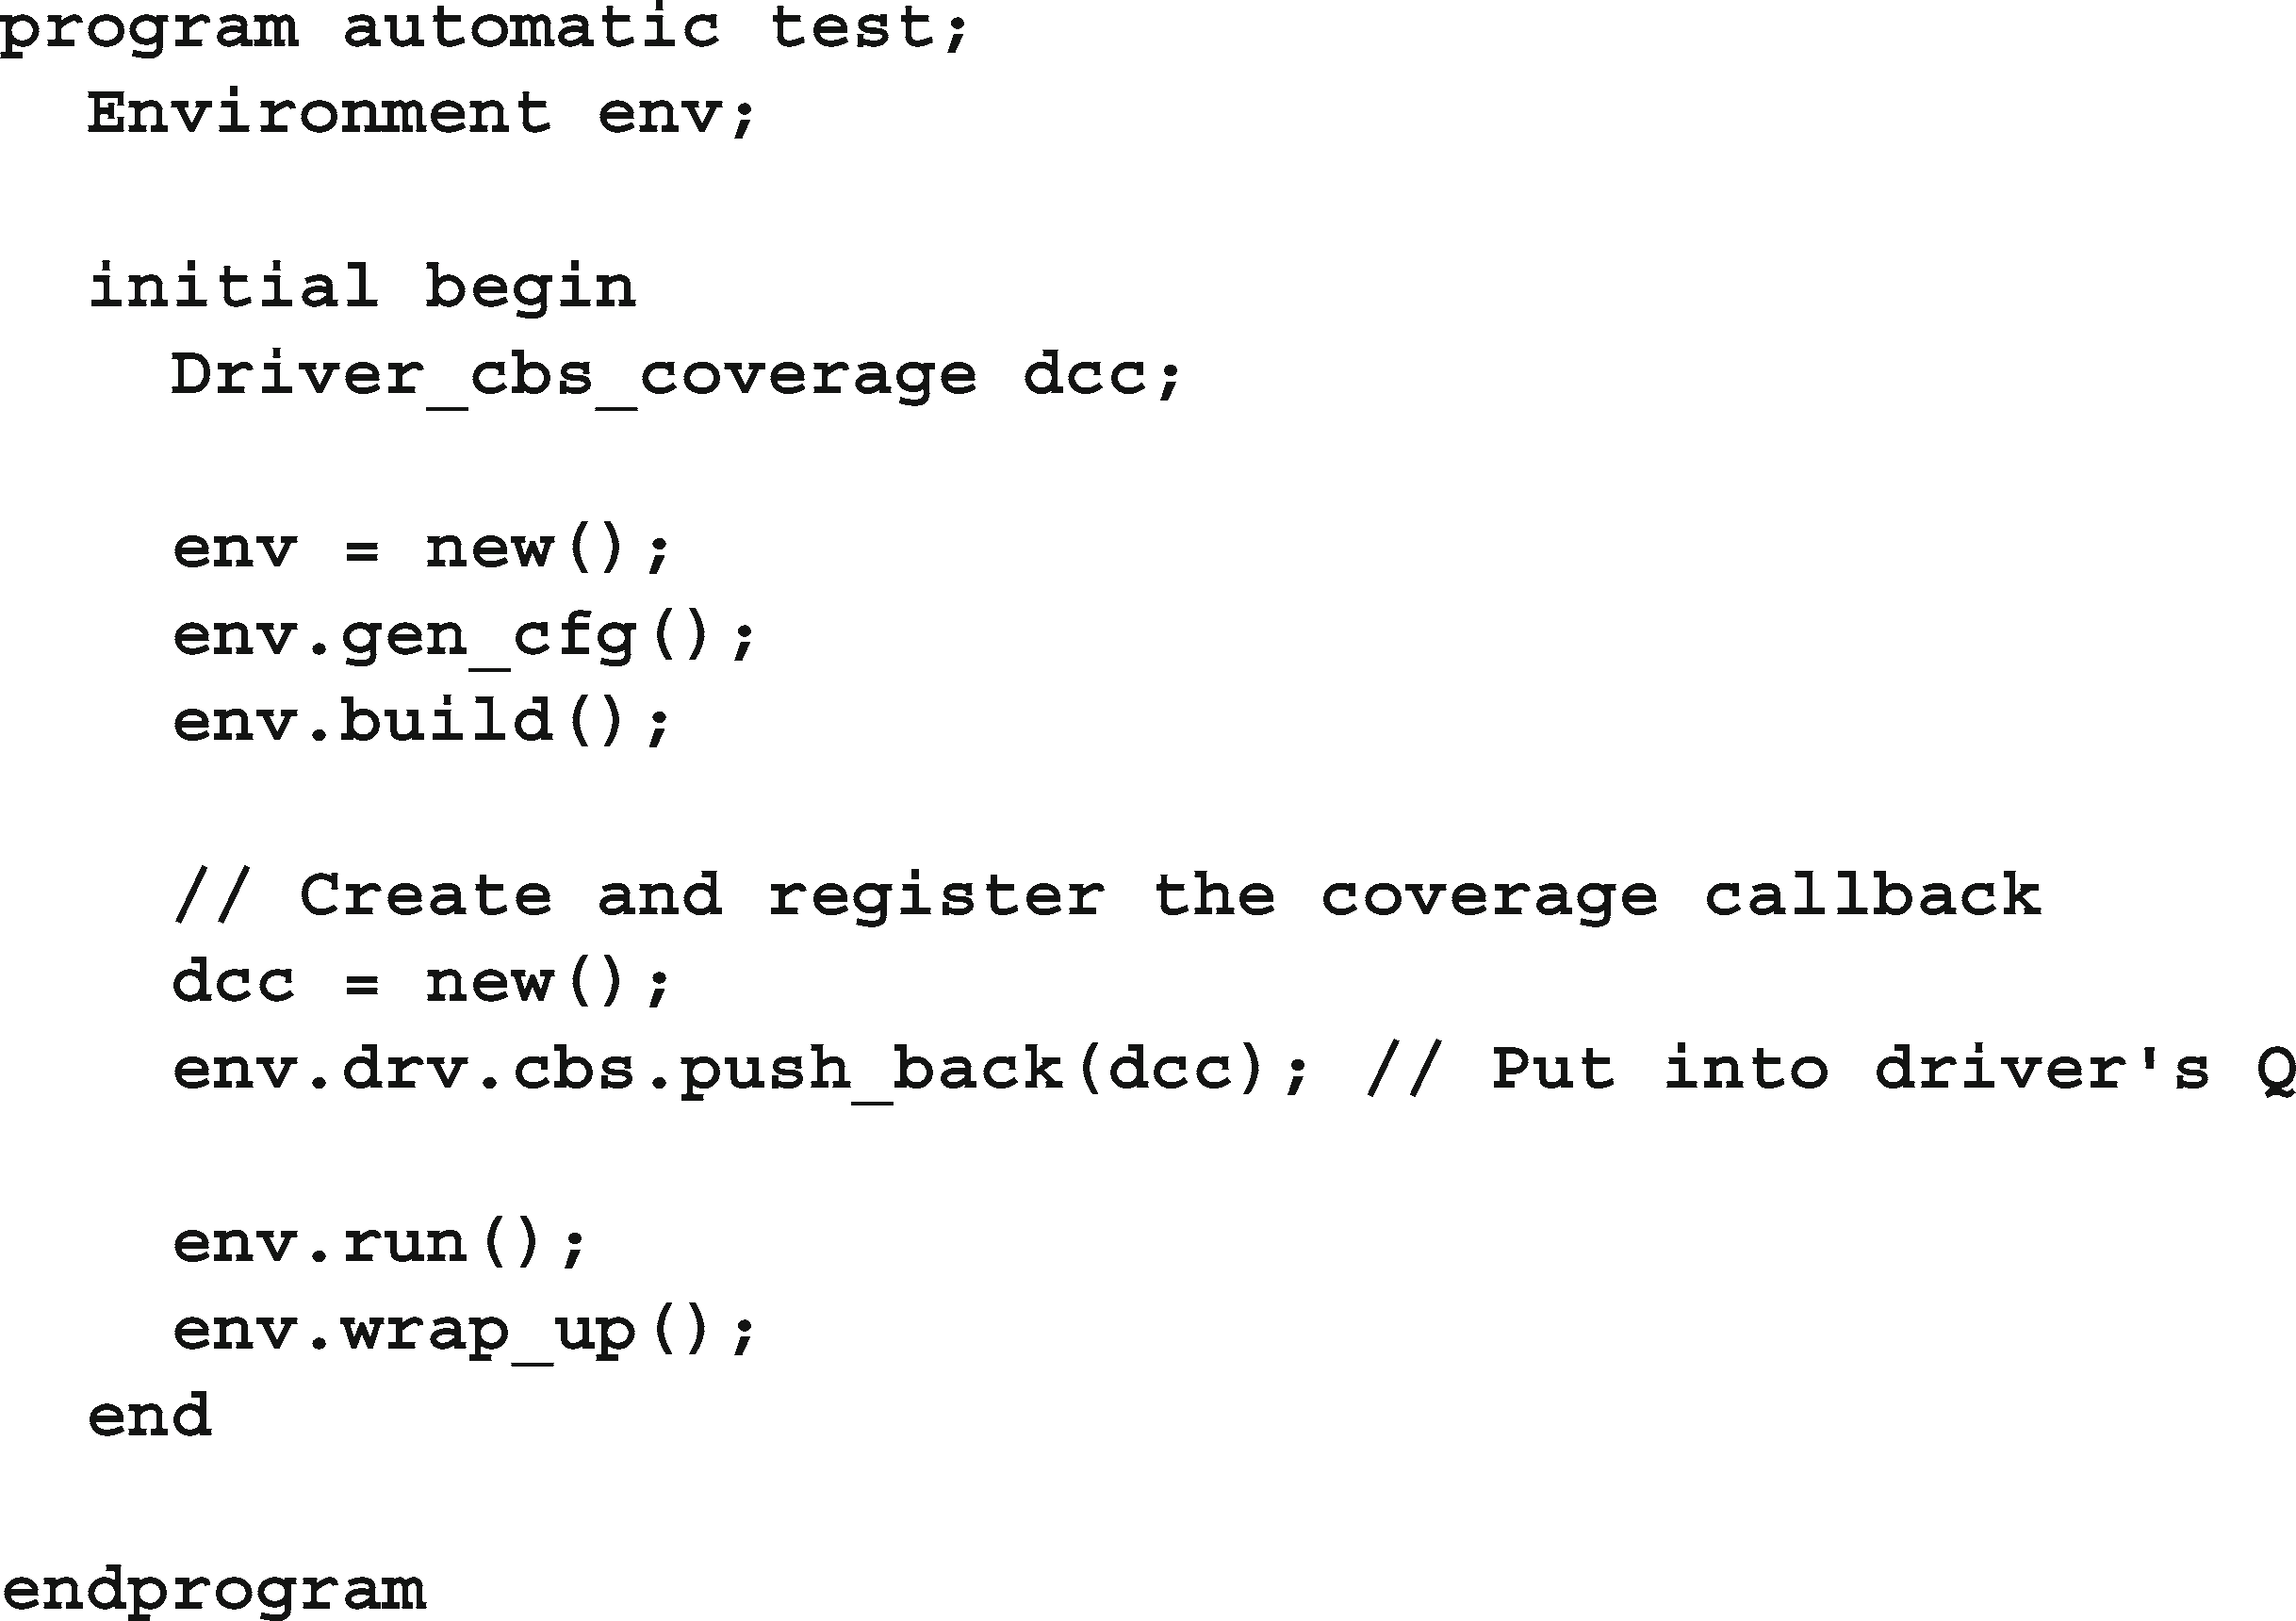 program automatic test;
  Environment env;

  initial begin
    Driver_cbs_coverage dcc;

    env = new();
    env.gen_cfg();
    env.build();

    // Create and register the coverage callback
    dcc = new();
    env.drv.cbs.push_back(dcc); // Put into driver's Q

    env.run();
    env.wrap_up();
  end

endprogram